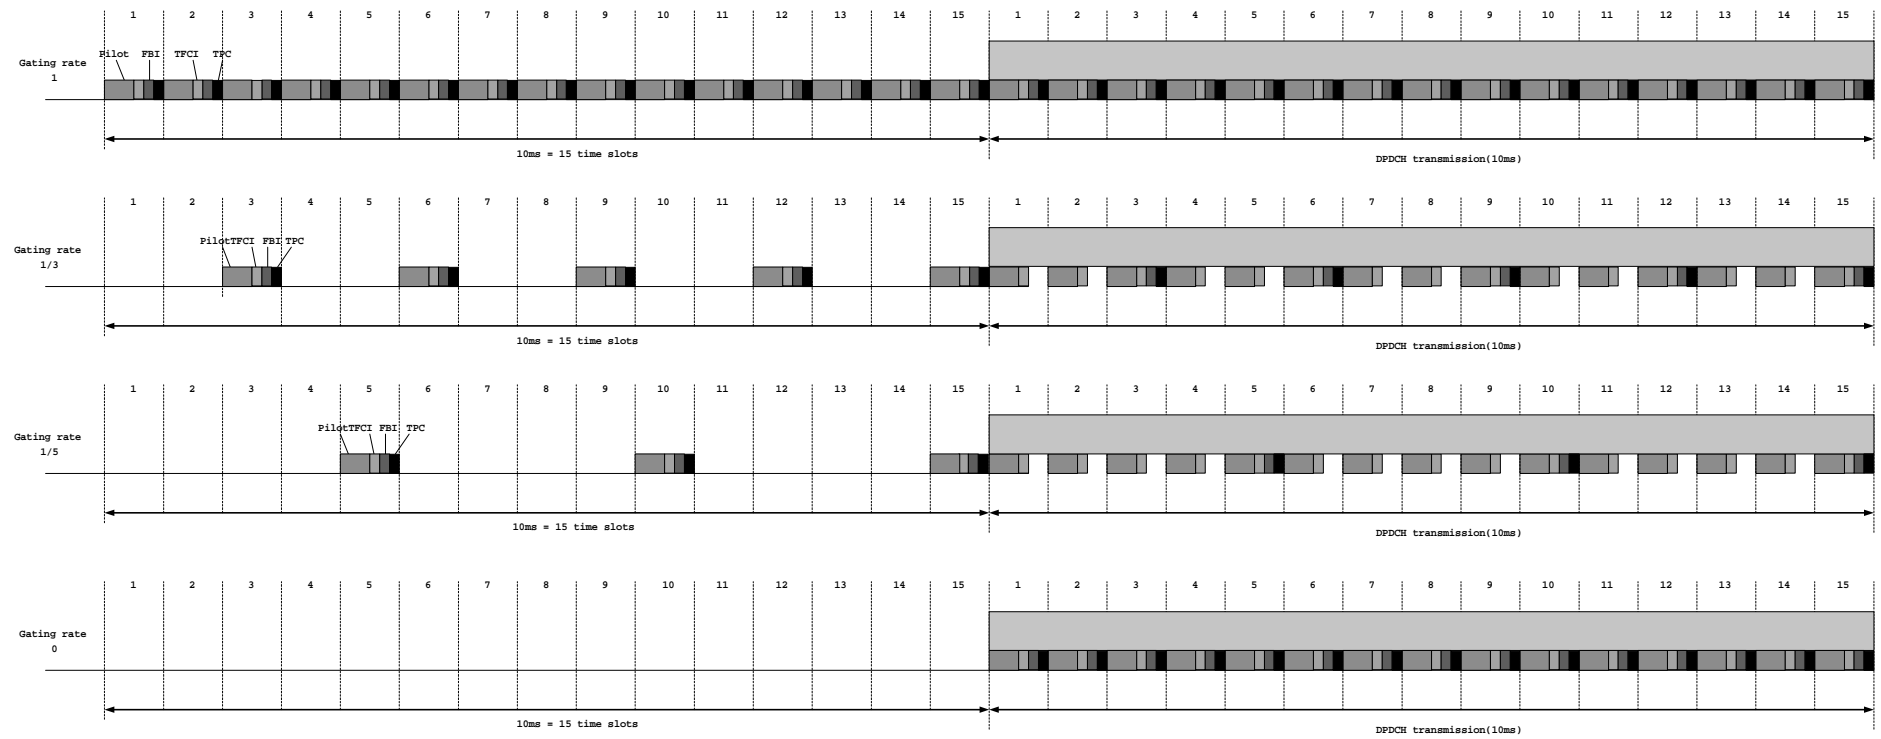 1 2 3 4 5 6 7 8 9 10 11 12 13 14 15 1 2 3 4 5 6 7 8 9 10 11 12 13 14 15
Pilot FBI TFCI TPC
Gating rate
1
10ms = 15 time slots
DPDCH transmission(10ms)
1 2 3 4 5 6 7 8 9 10 11 12 13 14 15 1 2 3 4 5 6 7 8 9 10 11 12 13 14 15
Pilot TFCI FBI TPC
Gating rate
1/3
10ms = 15 time slots
DPDCH transmission(10ms)
1 2 3 4 5 6 7 8 9 10 11 12 13 14 15 1 2 3 4 5 6 7 8 9 10 11 12 13 14 15
Pilot TFCI FBI TPC
Gating rate
1/5
10ms = 15 time slots
DPDCH transmission(10ms)
1 2 3 4 5 6 7 8 9 10 11 12 13 14 15 1 2 3 4 5 6 7 8 9 10 11 12 13 14 15
Gating rate
0
10ms = 15 time slots
DPDCH transmission(10ms)